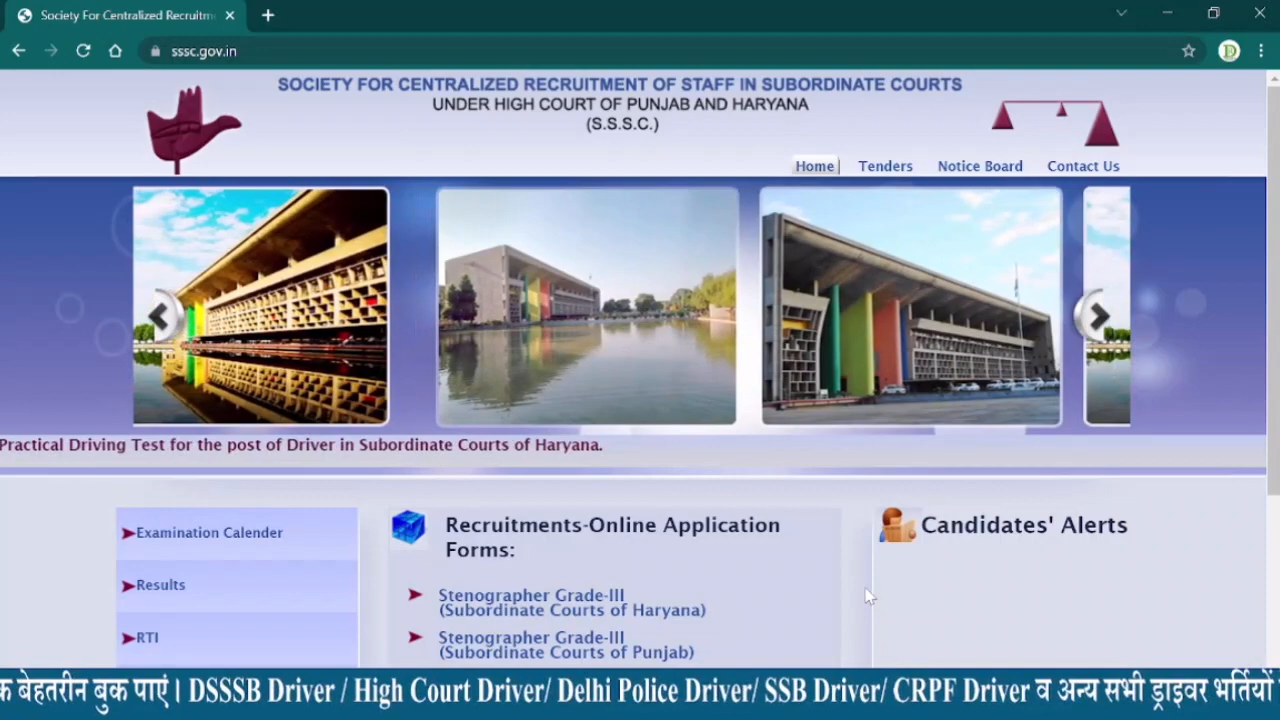 Society For Centralized Recruitm
sssc.gov.in
SOCIETY FOR CENTRALIZED RECRUITMENT OF STAFF IN SUBORDINATE COURTS
UNDER HIGH COURT OF PUNJAB AND HARYANA
(S.S.S.C.)
Home Tenders Notice Board Contact Us
Practical Driving Test for the post of Driver in Subordinate Courts of Haryana.
Examination Calender
Results
RTI
Recruitments-Online Application
Forms:
Stenographer Grade-III
(Subordinate Courts of Haryana)
Stenographer Grade-III
(Subordinate Courts of Punjab)
Candidates' Alerts
क बेहतरीन बुक पाएं। DSSSB Driver / High Court Driver/ Delhi Police Driver/ SSB Driver/ CRPF Driver व अन्य सभी ड्राइवर भर्तियों